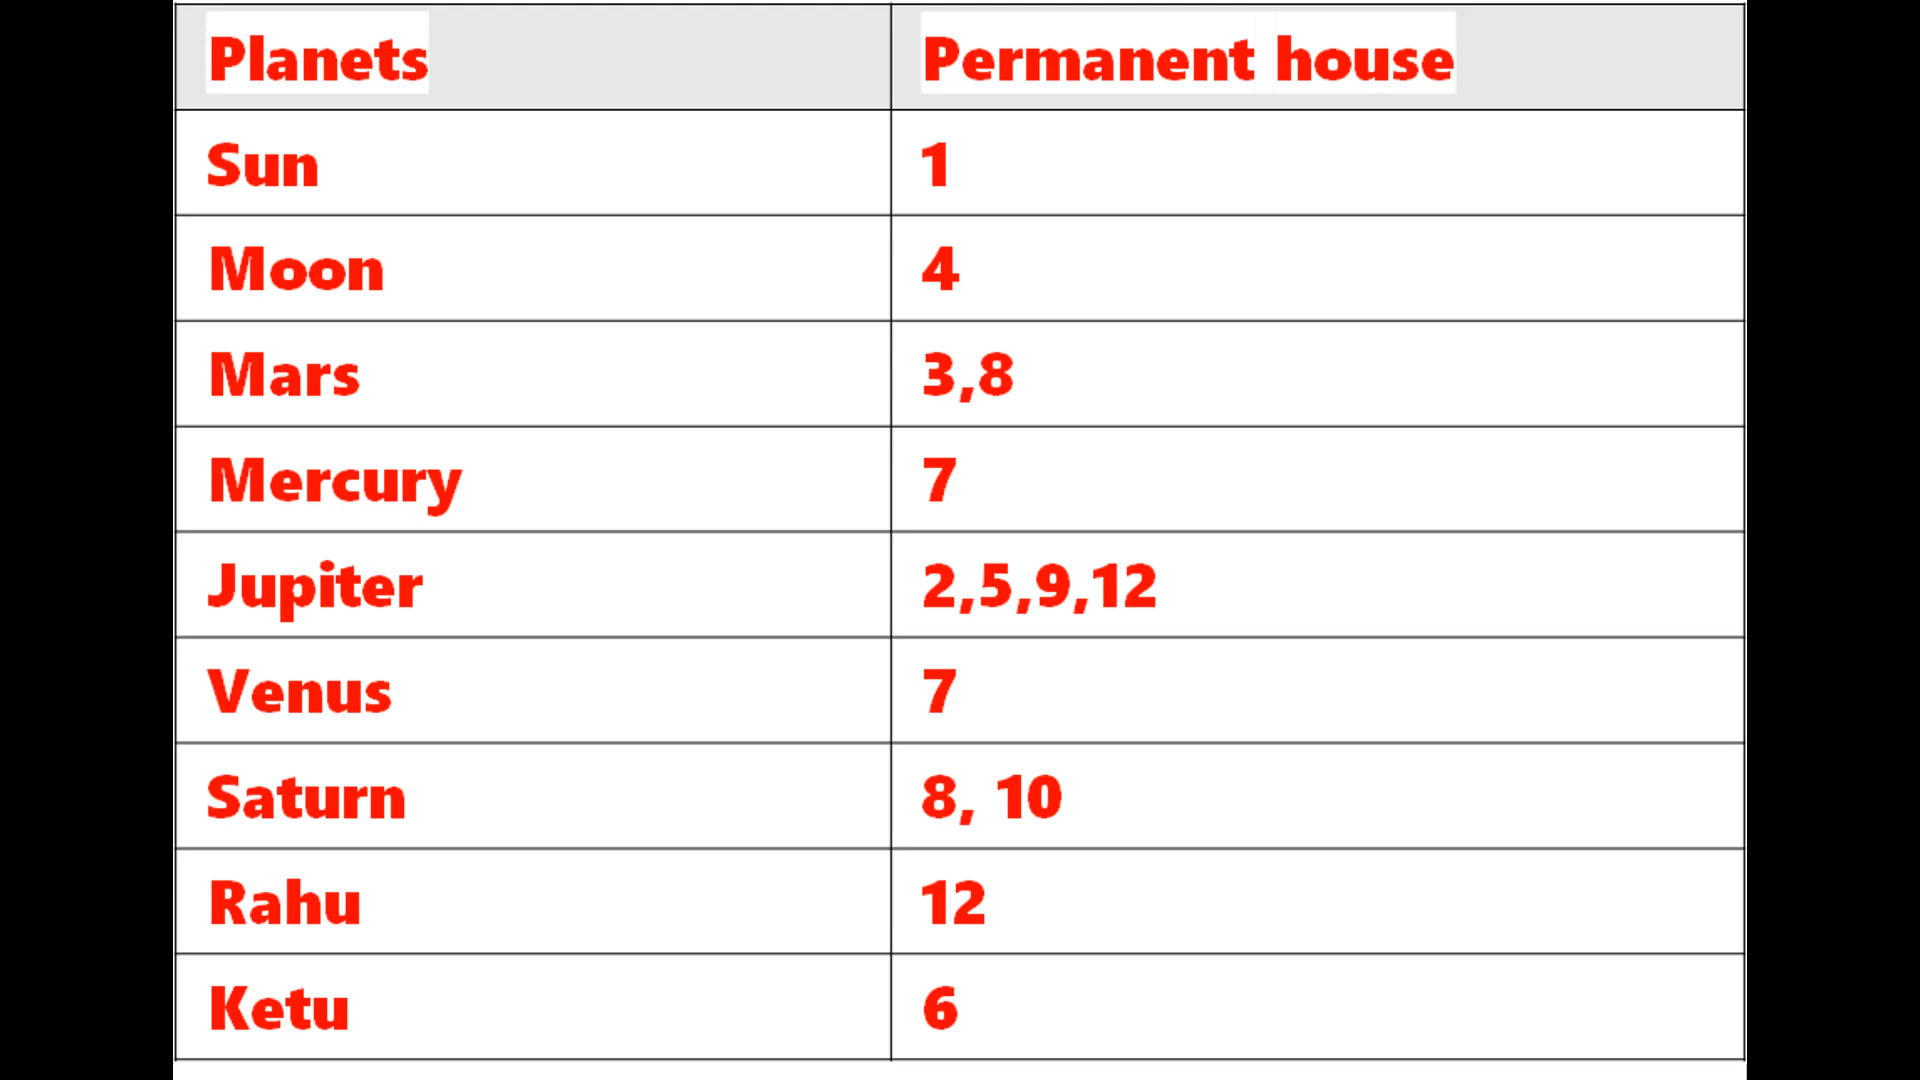 Planets Permanent house
Sun 1
Moon 4
Mars 3,8
Mercury 7
Jupiter 2,5,9,12
Venus 7
Saturn 8, 10
Rahu 12
Ketu 6